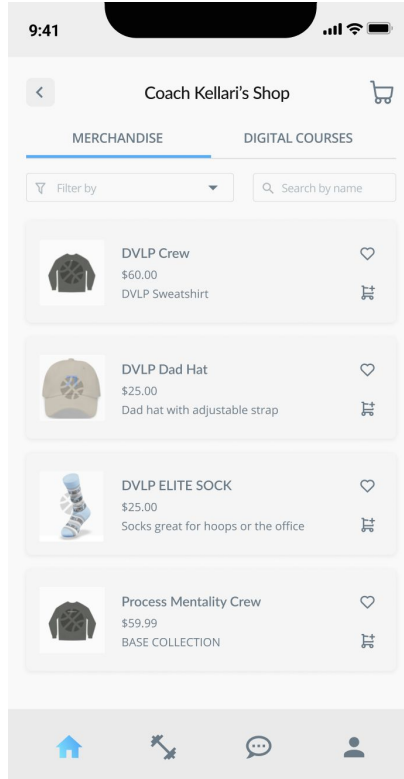 9:41
Coach Kellari's Shop
MERCHANDISE
DIGITAL COURSES
Filter by
Search by name
DVLP Crew
$60.00
DVLP Sweatshirt
DVLP Dad Hat
$25.00
Dad hat with adjustable strap
DVLP ELITE SOCK
$25.00
Socks great for hoops or the office
Process Mentality Crew
$59.99
BASE COLLECTION